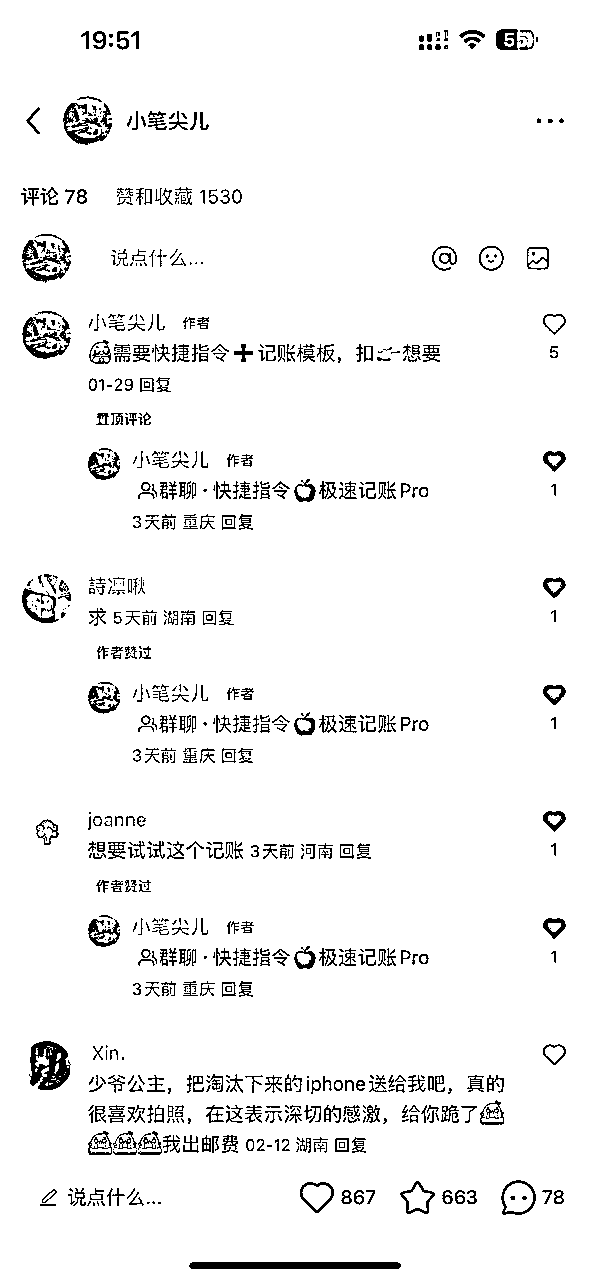 19:51
5
小笔尖儿
评论 78 赞和收藏 1530
说点什么...
小笔尖儿 作者
需要快捷指令➕记账模板，扣👉想要
5
01-29 回复
置顶评论
小笔尖儿 作者
群聊·快捷指令🍎极速记账Pro
1
3天前 重庆 回复
詩凛啾
求 5天前 湖南 回复
1
作者赞过
小笔尖儿 作者
群聊·快捷指令🍎极速记账Pro
1
3天前 重庆 回复
joanne
想要试试这个记账 3天前 河南 回复
1
作者赞过
小笔尖儿 作者
群聊·快捷指令🍎极速记账Pro
1
3天前 重庆 回复
Xin.
少爷公主，把淘汰下来的iphone送给我吧，真的
很喜欢拍照，在这表示深切的感激，给你跪了
我出邮费 02-12 湖南 回复
说点什么... 867 663 78